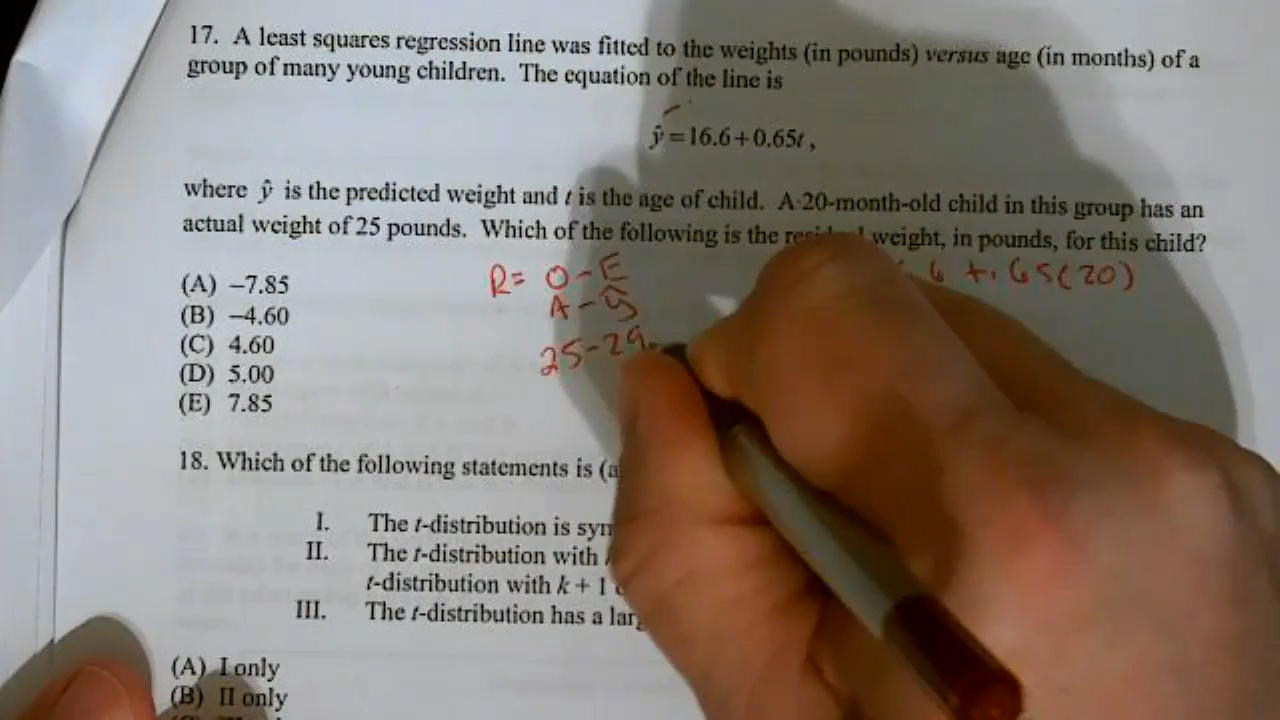 17. A least squares regression line was fitted to the weights (in pounds) versus age (in months) of a
group of many young children. The equation of the line is
ŷ = 16.6 + 0.65t ,
where ŷ is the predicted weight and t is the age of child. A 20-month-old child in this group has an
actual weight of 25 pounds. Which of the following is the weight, in pounds, for this child?
(A) −7.85
(B) −4.60
(C) 4.60
(D) 5.00
(E) 7.85
R= O-E
A-ŷ
25-29.
6 +.65(20)
18. Which of the following statements is
I. The t-distribution is
II. The t-distribution with
t-distribution with k + 1
III. The t-distribution has a
(A) I only
(B) II only